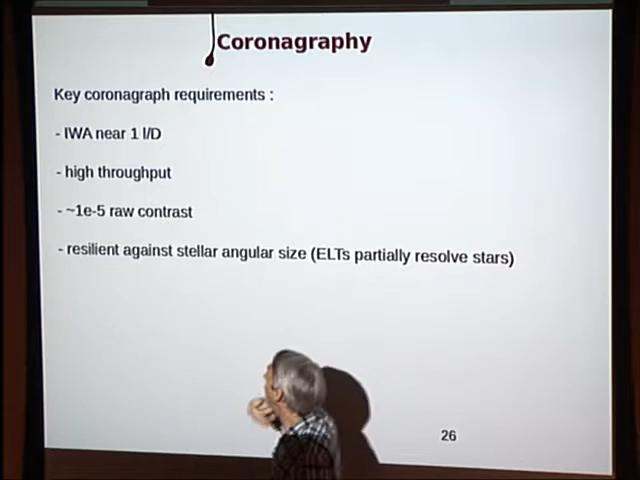 Coronagraphy
Key coronagraph requirements :
- IWA near 1 l/D
- high throughput
- ~1e-5 raw contrast
- resilient against stellar angular size (ELTs partially resolve stars)
26